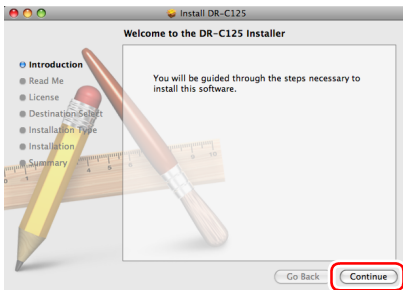 Install DR-C125
Welcome to the DR-C125 Installer
Introduction
Read Me
License
Destination Select
Installation Type
Installation
Summary
You will be guided through the steps necessary to
install this software.
Go Back
Continue